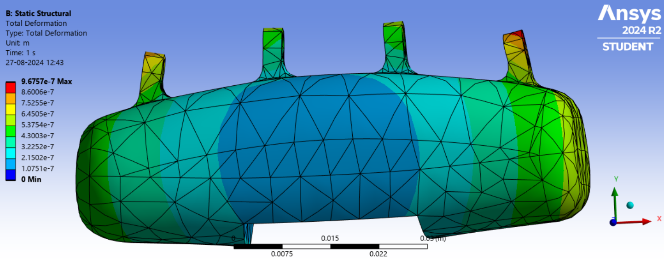 B: Static Structural
Total Deformation
Type: Total Deformation
Unit: m
Time: 1 s
27-08-2024 12:43
9.6757e-7 Max
8.6006e-7
7.5255e-7
6.4505e-7
5.3754e-7
4.3003e-7
3.2252e-7
2.1502e-7
1.0751e-7
0 Min
Ansys
2024 R2
STUDENT
Y
X
0.015
0.0075
0.022
(m)